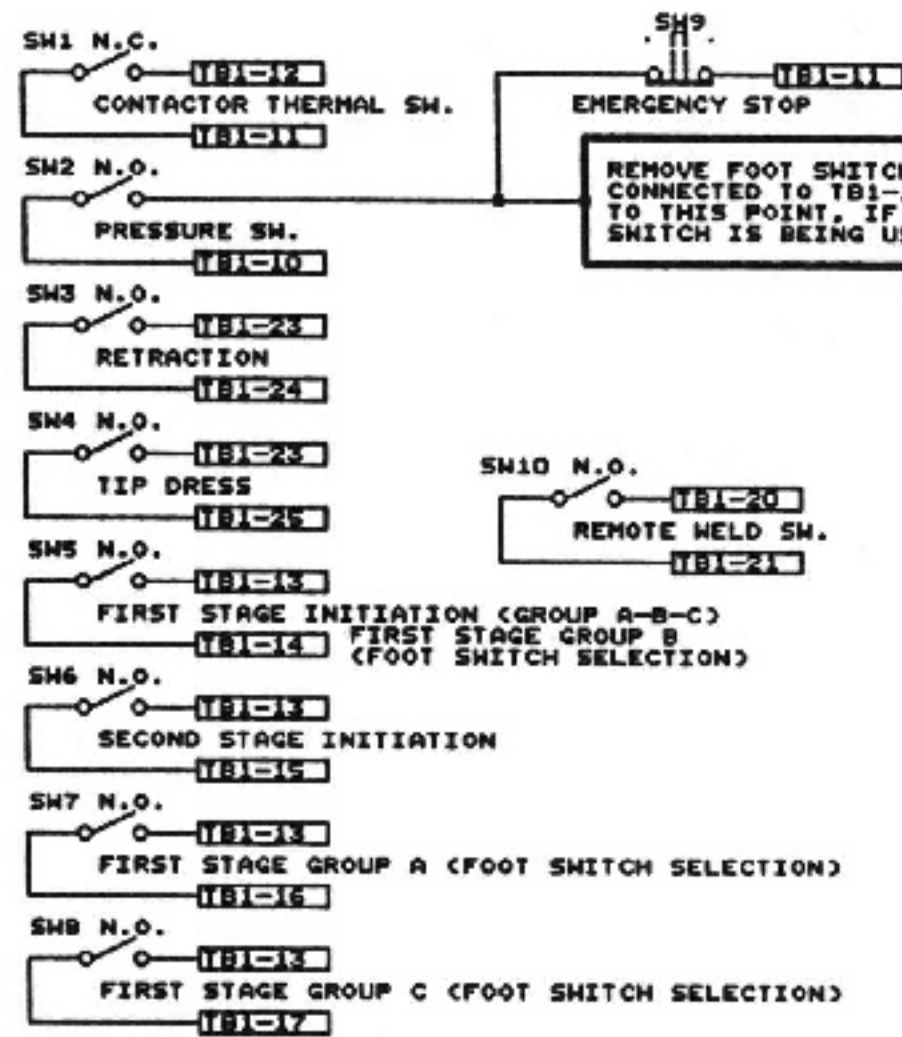 SW1 N.C.
TB1-12
CONTACTOR THERMAL SW.
TB1-11
SW2 N.O.
PRESSURE SW.
TB1-10
SW9
TB1-11
EMERGENCY STOP
REMOVE FOOT SWITCH
CONNECTED TO TB1-
TO THIS POINT, IF
SWITCH IS BEING US
SW3 N.O.
TB1-23
RETRACTION
TB1-24
SW4 N.O.
TB1-23
TIP DRESS
TB1-25
SW10 N.O.
TB1-20
REMOTE WELD SW.
TB1-21
SW5 N.O.
TB1-13
FIRST STAGE INITIATION (GROUP A-B-C)
TB1-14
FIRST STAGE GROUP B
(FOOT SWITCH SELECTION)
SW6 N.O.
TB1-13
SECOND STAGE INITIATION
TB1-15
SW7 N.O.
TB1-13
FIRST STAGE GROUP A (FOOT SWITCH SELECTION)
TB1-16
SW8 N.O.
TB1-13
FIRST STAGE GROUP C (FOOT SWITCH SELECTION)
TB1-17